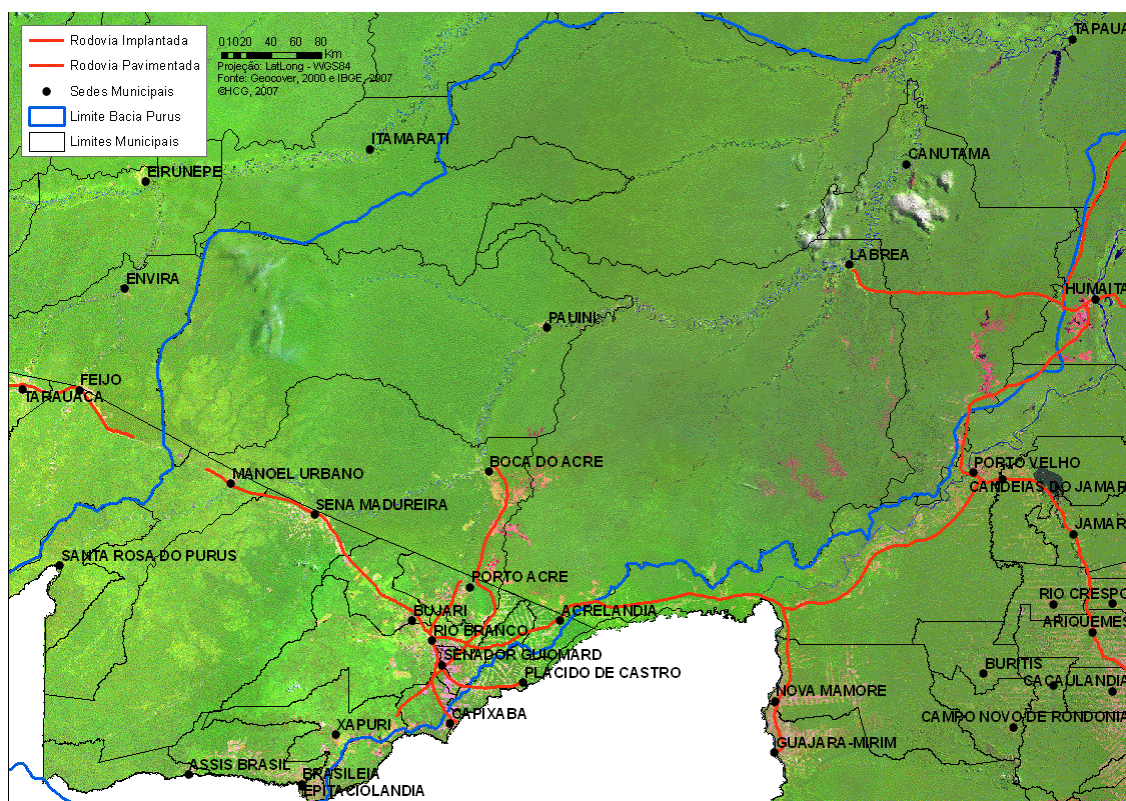 Rodovia Implantada
Rodovia Pavimentada
Sedes Municipais
Limite Bacia Purus
Limites Municipais
01020 40 60 80
Km
Projeção: LatLong - WGS84
Fonte: Geocover, 2000 e IBGE, 2007
©HCG, 2007
TAPAUA
ITAMARATI
CANUTAMA
EIRUNEPE
LABREA
ENVIRA
HUMAITA
PAUINI
FEIJO
TARAUACA
BOCA DO ACRE
PORTO VELHO
MANOEL URBANO
CANDEIAS DO JAMARI
SENA MADUREIRA
JAMARI
SANTA ROSA DO PURUS
PORTO ACRE
RIO CRESPO
BUJARI
ACRELANDIA
ARIQUEMES
RIO BRANCO
SENADOR GUIOMARD
BURITIS
PLACIDO DE CASTRO
CACAULANDIA
NOVA MAMORE
CAPIXABA
CAMPO NOVO DE RONDONIA
XAPURI
GUAJARA-MIRIM
ASSIS BRASIL
BRASILEIA
EPITACIOLANDIA